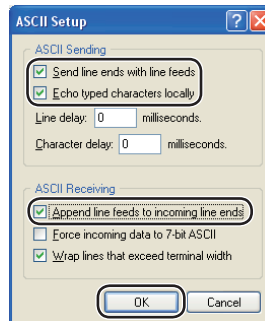 ASCII Setup
ASCII Sending
Send line ends with line feeds
Echo typed characters locally
Line delay: 0 milliseconds.
Character delay: 0 milliseconds.
ASCII Receiving
Append line feeds to incoming line ends
Force incoming data to 7-bit ASCII
Wrap lines that exceed terminal width
OK Cancel